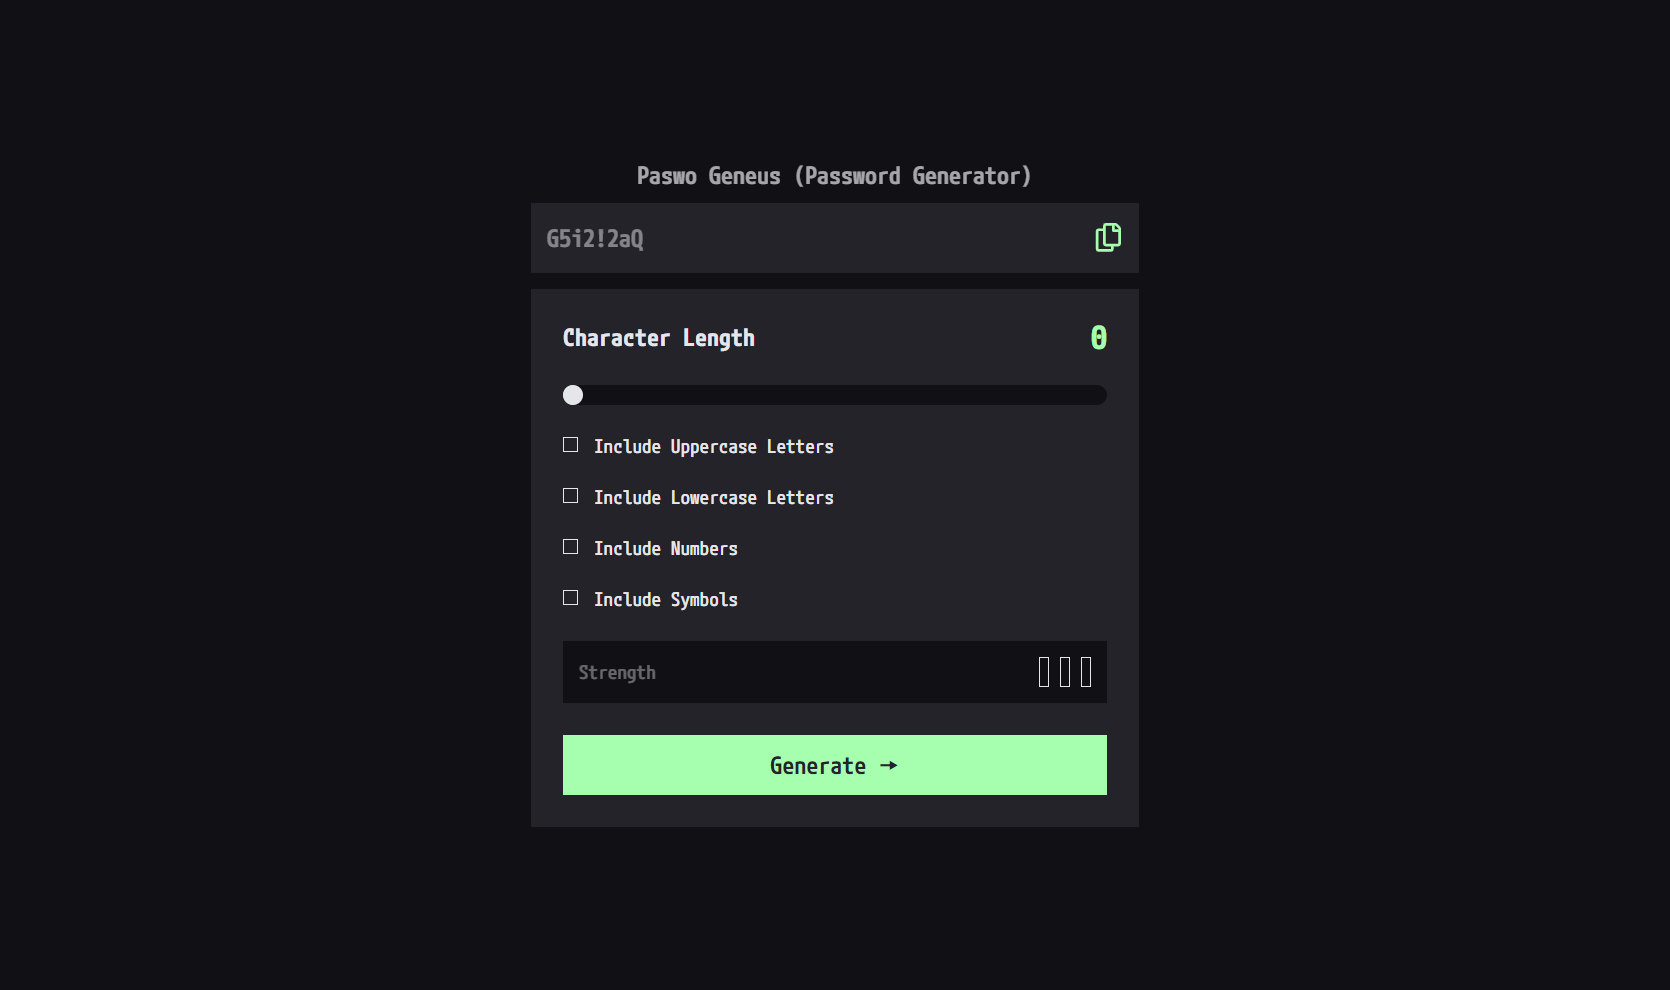 Paswo Geneus (Password Generator)
G5i2!2aQ
Character Length 0
Include Uppercase Letters
Include Lowercase Letters
Include Numbers
Include Symbols
Strength
Generate →